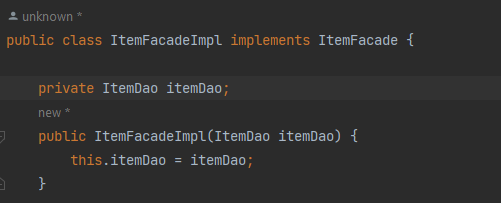 unknown *
public class ItemFacadeImpl implements ItemFacade {
private ItemDao itemDao;
new *
public ItemFacadeImpl(ItemDao itemDao) {
this.itemDao = itemDao;
}